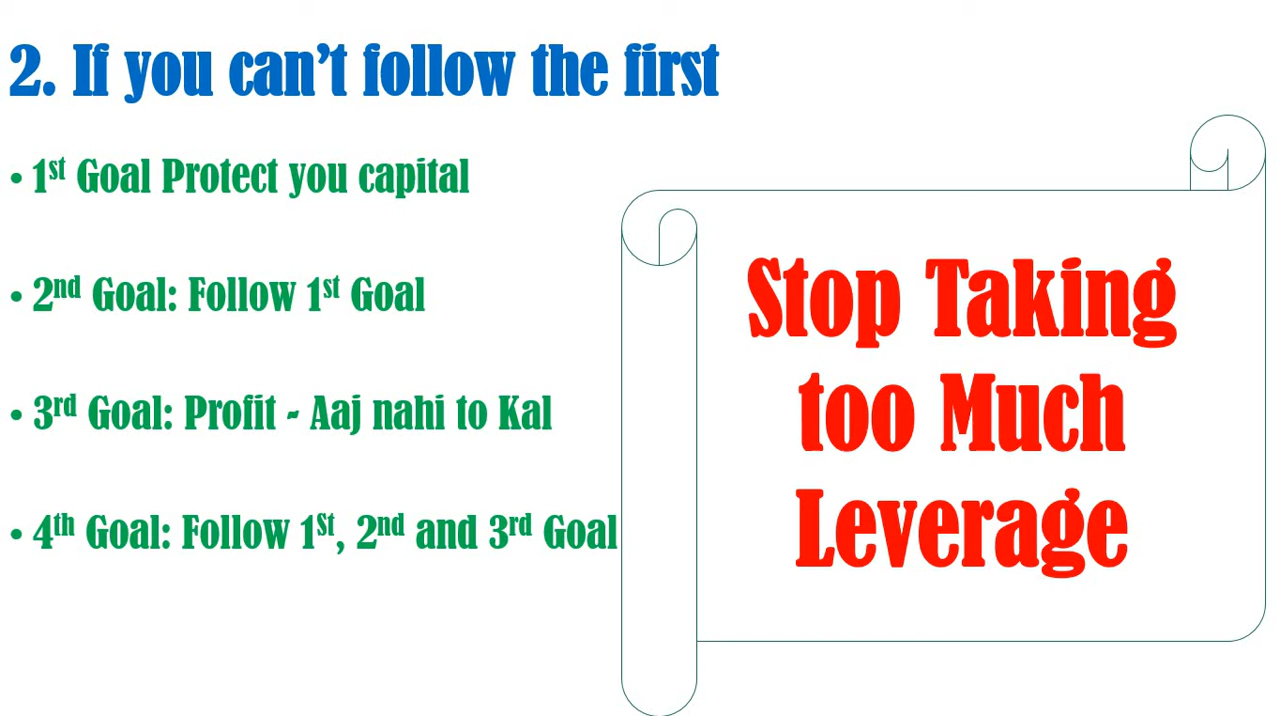 2. If you can’t follow the first
• 1st Goal Protect you capital
• 2nd Goal: Follow 1st Goal
• 3rd Goal: Profit - Aaj nahi to Kal
• 4th Goal: Follow 1St, 2nd and 3rd Goal
Stop Taking
too Much
Leverage